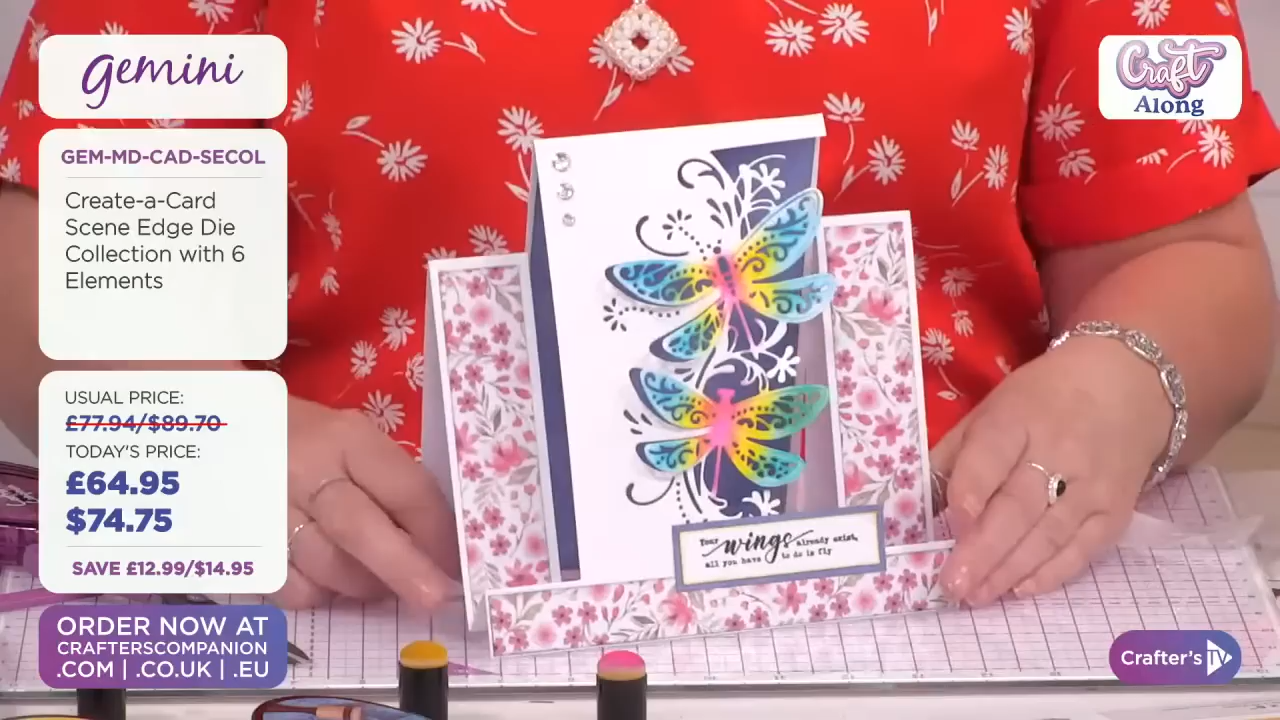 gemini
GEM-MD-CAD-SECOL
Create-a-Card
Scene Edge Die
Collection with 6
Elements
USUAL PRICE:
£77.94/$89.70
TODAY'S PRICE:
£64.95
$74.75
SAVE £12.99/$14.95
ORDER NOW AT
CRAFTERSCOMPANION
.COM | .CO.UK | .EU
Craft
Along
Your wings already exist,
all you have to do is fly
Crafter's TV